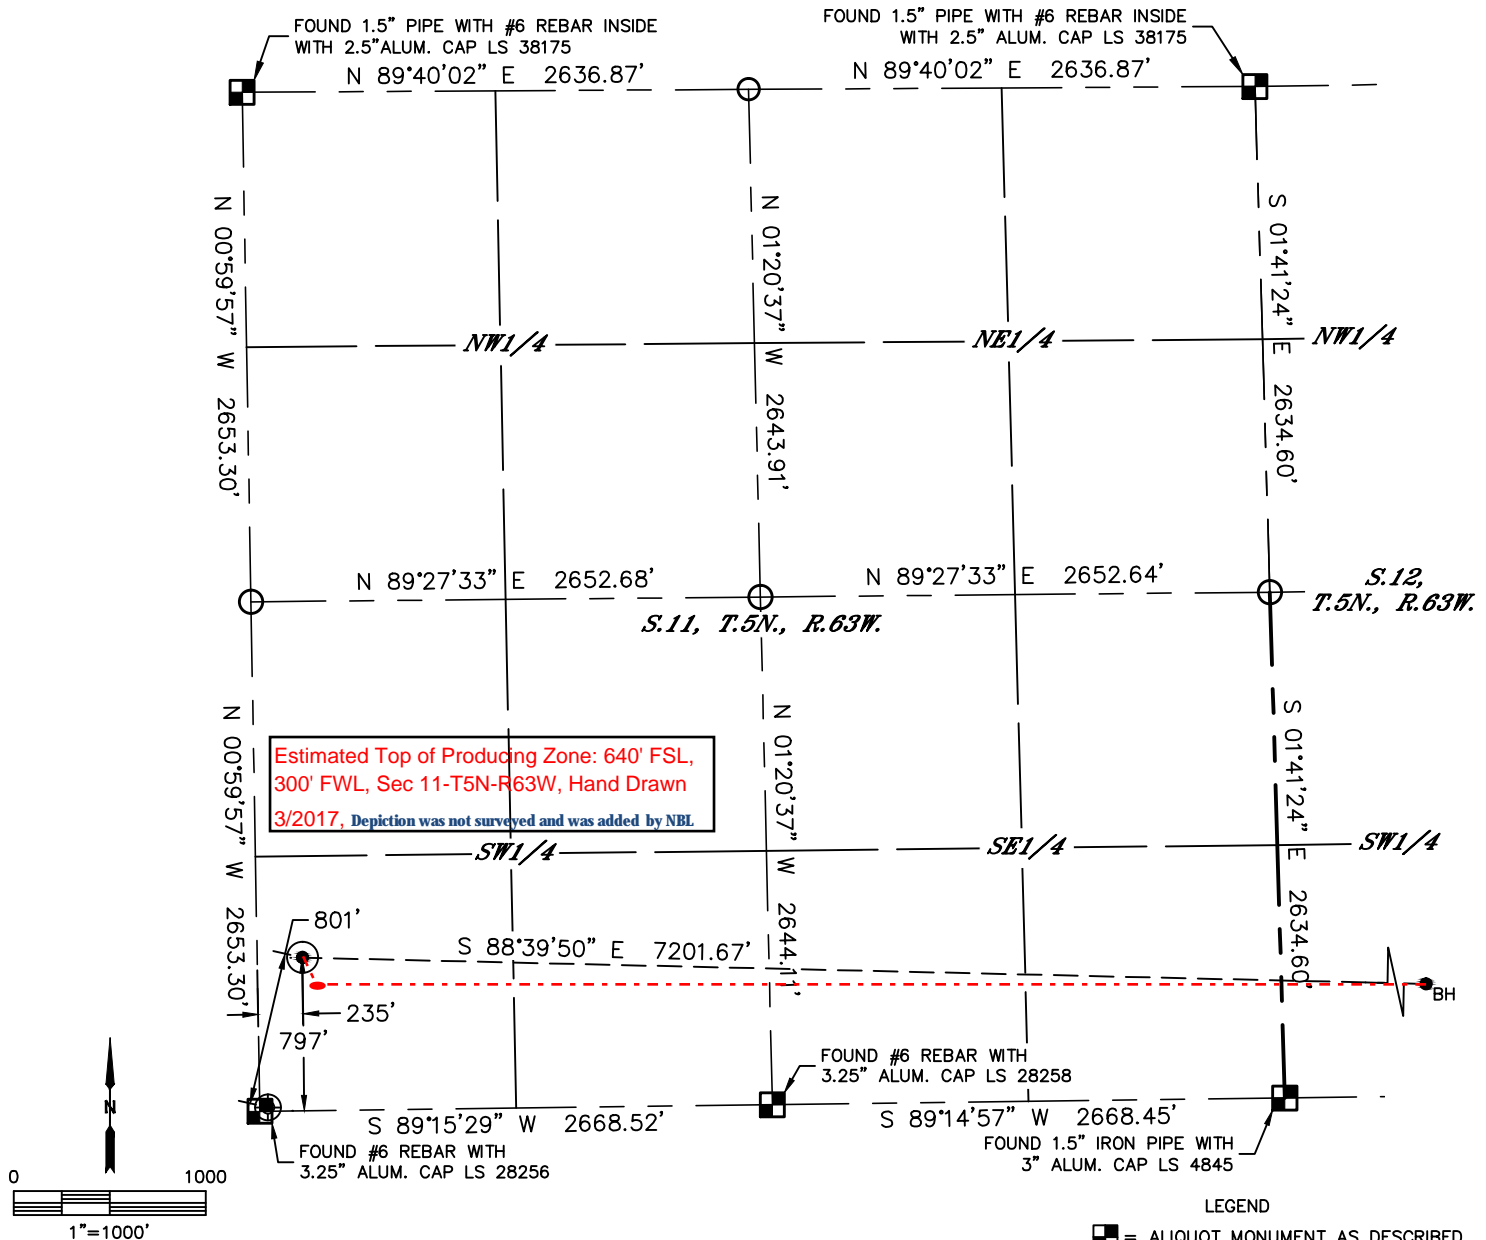 FOUND 1.5" PIPE WITH #6 REBAR INSIDE
WITH 2.5"ALUM. CAP LS 38175
FOUND 1.5" PIPE WITH #6 REBAR INSIDE
WITH 2.5" ALUM. CAP LS 38175
N 89°40'02" E 2636.87'
N 89°40'02" E 2636.87'
N 00°59'57" W 2653.30'
N 01°20'37" W 2643.91'
S 01°41'24" E 2634.60'
NW1/4
NE1/4
NW1/4
N 89°27'33" E 2652.68'
N 89°27'33" E 2652.64'
S.11, T.5N., R.63W.
S.12,
T.5N., R.63W.
N 00°59'57" W 2653.30'
N 01°20'37" W 2644.11'
S 01°41'24" E 2634.60'
Estimated Top of Producing Zone: 640' FSL,
300' FWL, Sec 11-T5N-R63W, Hand Drawn
3/2017, Depiction was not surveyed and was added by NBL
SW1/4
SE1/4
SW1/4
801'
S 88°39'50" E 7201.67'
BH
235'
797'
FOUND #6 REBAR WITH
3.25" ALUM. CAP LS 28258
S 89°15'29" W 2668.52'
S 89°14'57" W 2668.45'
FOUND #6 REBAR WITH
3.25" ALUM. CAP LS 28256
FOUND 1.5" IRON PIPE WITH
3" ALUM. CAP LS 4845
N
0 1000
1"=1000'
LEGEND
= ALIQUOT MONUMENT AS DESCRIBED